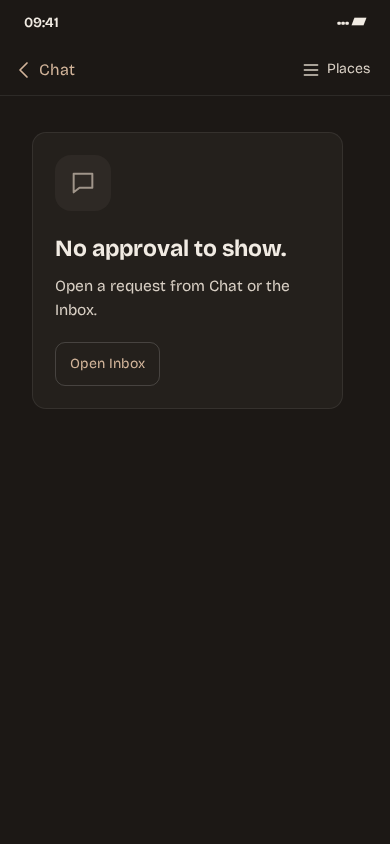 09:41
Chat
Places
No approval to show.
Open a request from Chat or the
Inbox.
Open Inbox